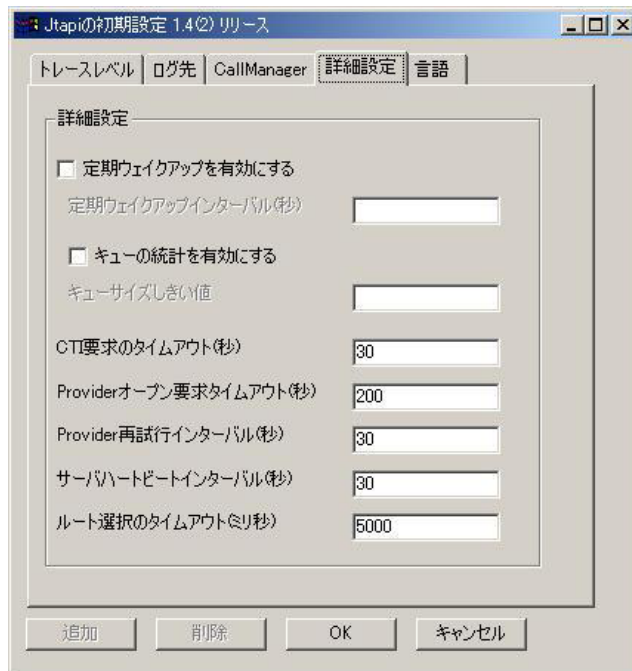 Jtapiの初期設定 1.4(2) リリース
トレースレベル ログ先 CallManager 詳細設定 言語
詳細設定
定期ウェイクアップを有効にする
定期ウェイクアップインターバル(秒)
キューの統計を有効にする
キューサイズしきい値
CTI要求のタイムアウト(秒) 30
Providerオープン要求タイムアウト(秒) 200
Provider再試行インターバル(秒) 30
サーバハートビートインターバル(秒) 30
ルート選択のタイムアウト(ミリ秒) 5000
追加 削除 OK キャンセル